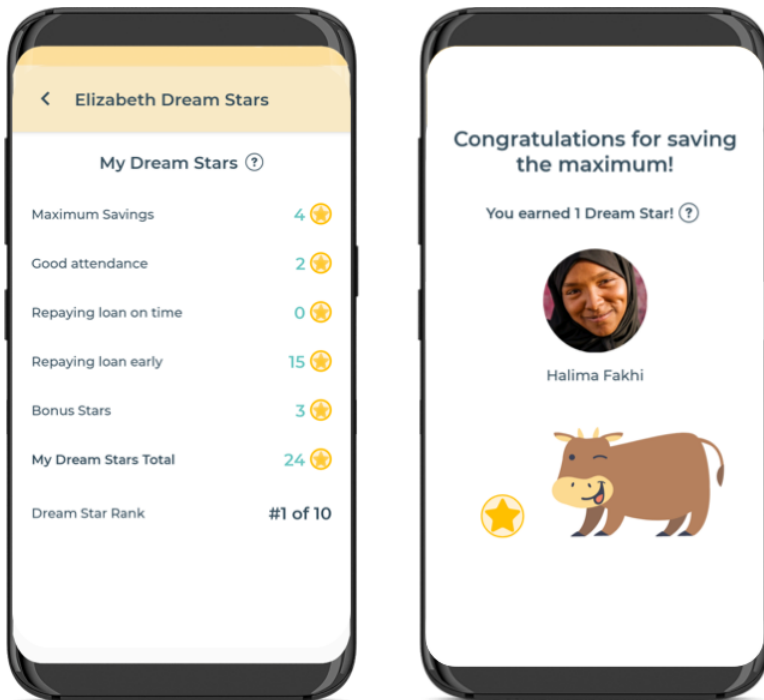 Elizabeth Dream Stars
My Dream Stars ?
Maximum Savings 4
Good attendance 2
Repaying loan on time 0
Repaying loan early 15
Bonus Stars 3
My Dream Stars Total 24
Dream Star Rank #1 of 10
Congratulations for saving
the maximum!
You earned 1 Dream Star! ?
Halima Fakhi